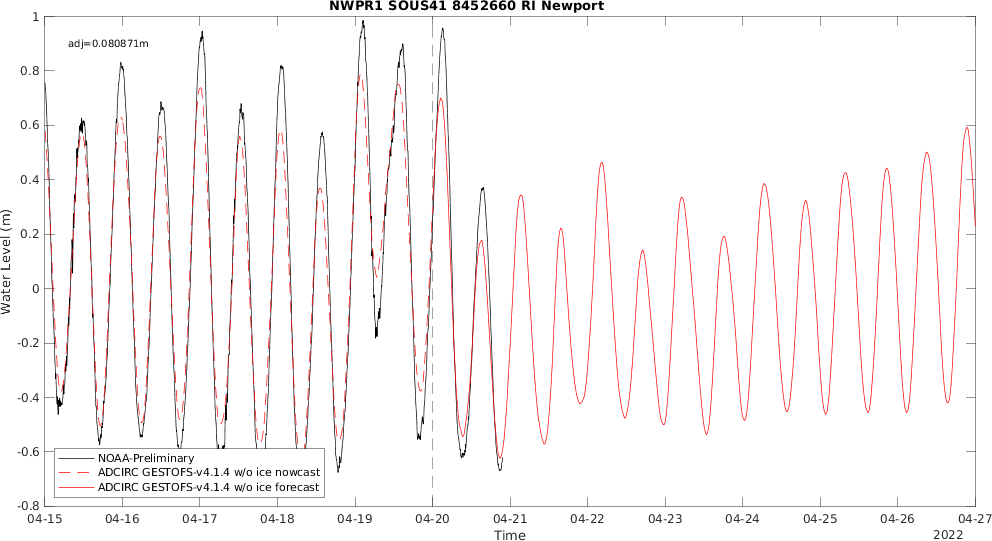 NWPR1 SOUS41 8452660 RI Newport
adj=0.080871m
1
0.8
0.6
0.4
0.2
0
-0.2
-0.4
-0.6
-0.8
Water Level (m)
NOAA-Preliminary
ADCIRC GESTOFS-v4.1.4 w/o ice nowcast
ADCIRC GESTOFS-v4.1.4 w/o ice forecast
04-15 04-16 04-17 04-18 04-19 04-20 04-21 04-22 04-23 04-24 04-25 04-26 04-27
Time
2022